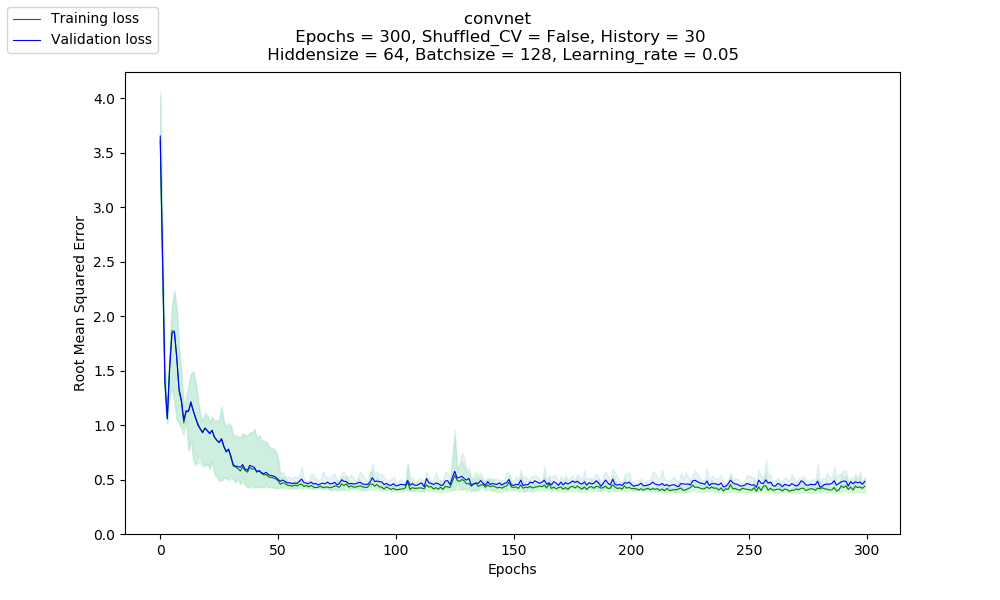 Training loss
Validation loss
convnet
Epochs = 300, Shuffled_CV = False, History = 30
Hiddensize = 64, Batchsize = 128, Learning_rate = 0.05
4.0
3.5
3.0
2.5
2.0
1.5
1.0
0.5
0.0
Root Mean Squared Error
0 50 100 150 200 250 300
Epochs